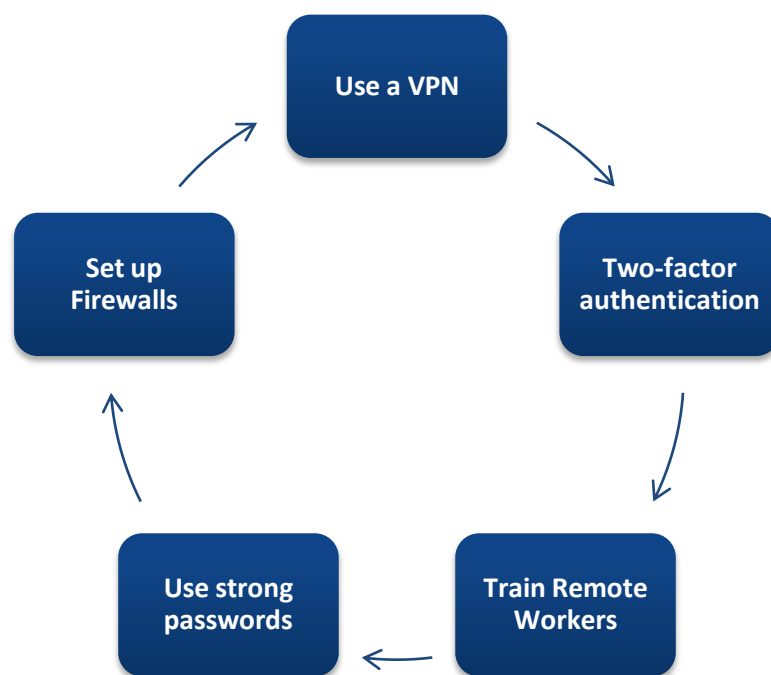 Use a VPN
Two-factor
authentication
Train Remote
Workers
Use strong
passwords
Set up
Firewalls